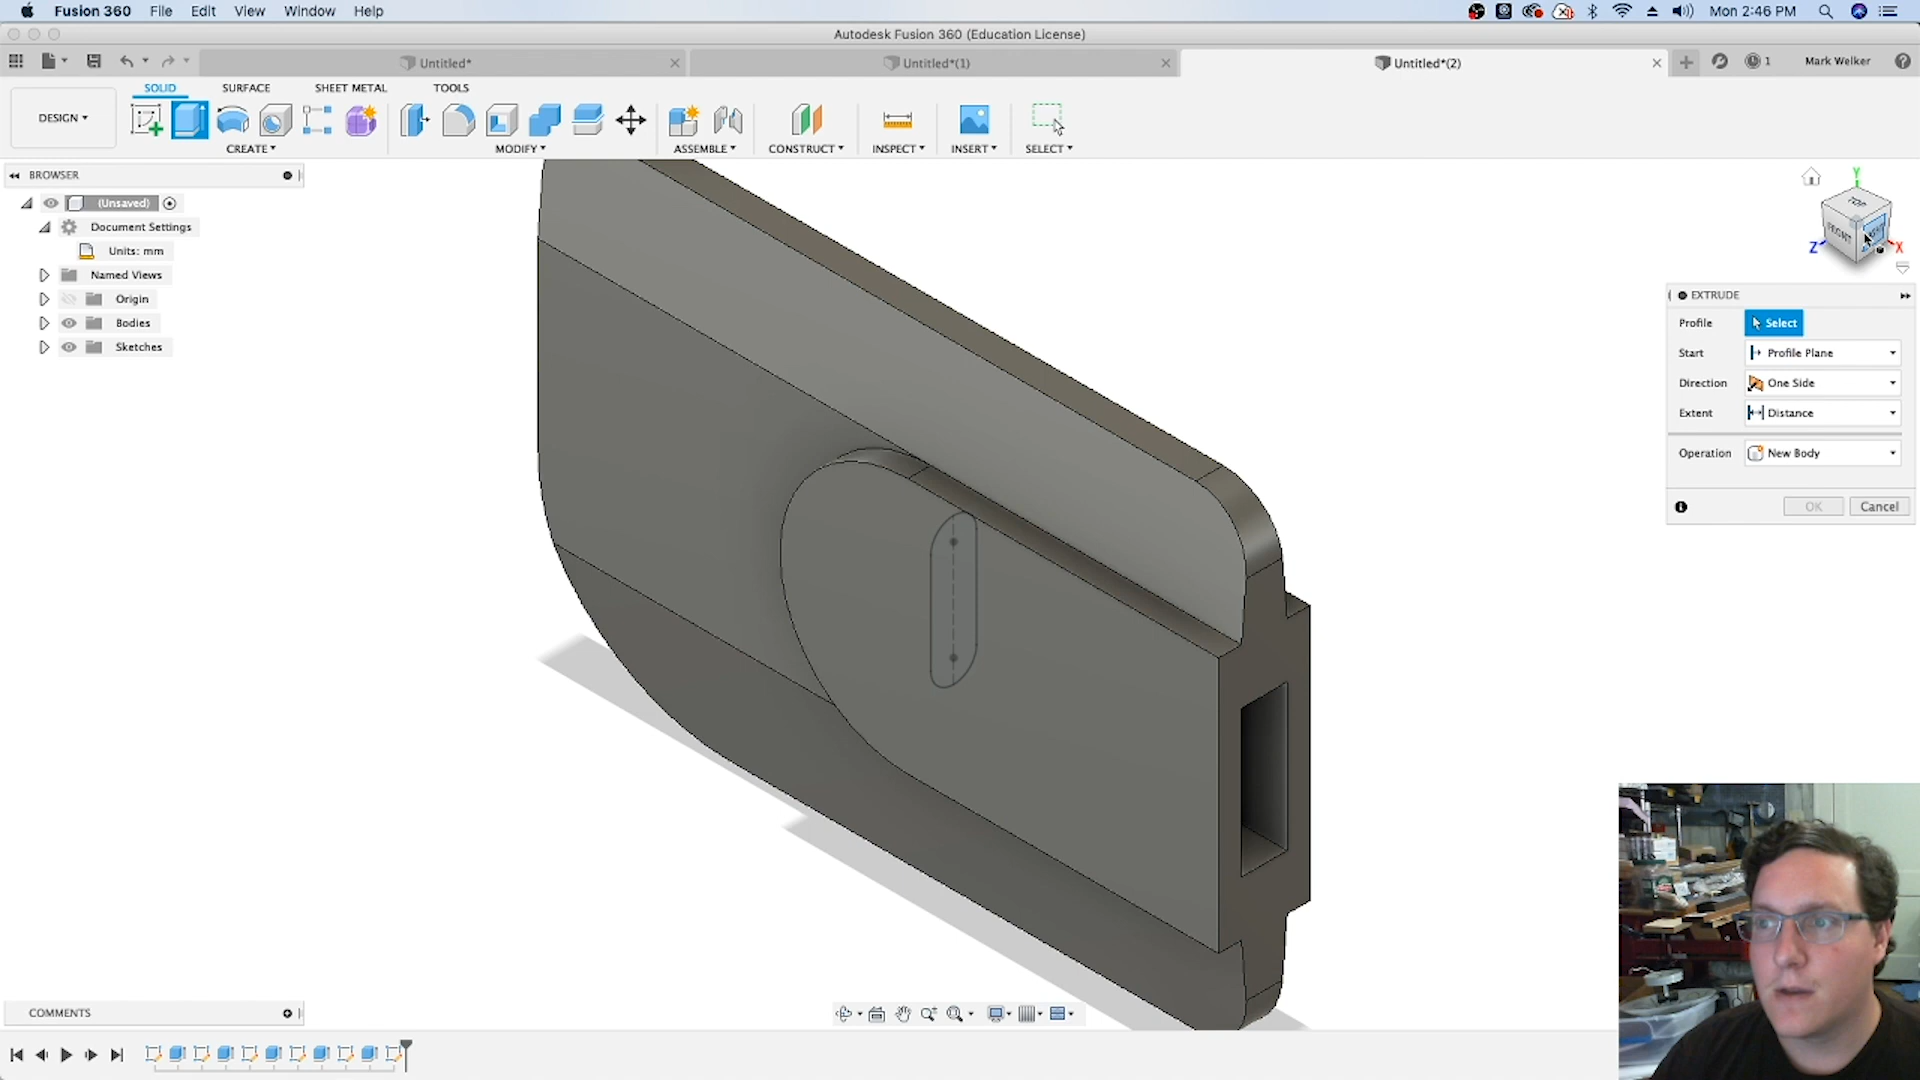 Fusion 360 File Edit View Window Help Mon 2:46 PM
Autodesk Fusion 360 (Education License)
Untitled* Untitled*(1) Untitled*(2) 1 Mark Welker
SOLID SURFACE SHEET METAL TOOLS
DESIGN
CREATE MODIFY ASSEMBLE CONSTRUCT INSPECT INSERT SELECT
BROWSER
(Unsaved)
Document Settings
Units: mm
Named Views
Origin
Bodies
Sketches
Y
TOP
FRONT
Z X
EXTRUDE
Profile Select
Start Profile Plane
Direction One Side
Extent Distance
Operation New Body
OK Cancel
COMMENTS